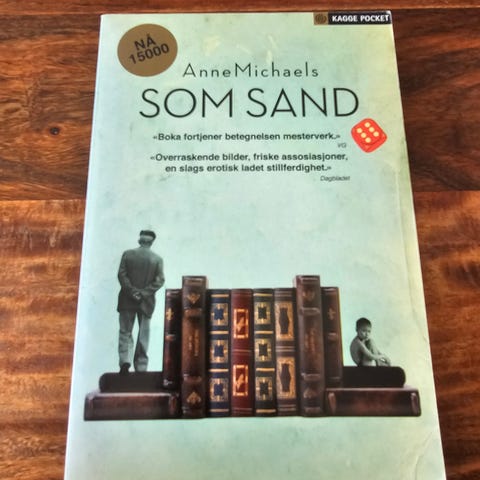 KAGGE POCKET
NÅ
15000
AnneMichaels
SOM SAND
«Boka fortjener betegnelsen mesterverk.»
VG
«Overraskende bilder, friske assosiasjoner,
en slags erotisk ladet stillferdighet.»
Dagbladet